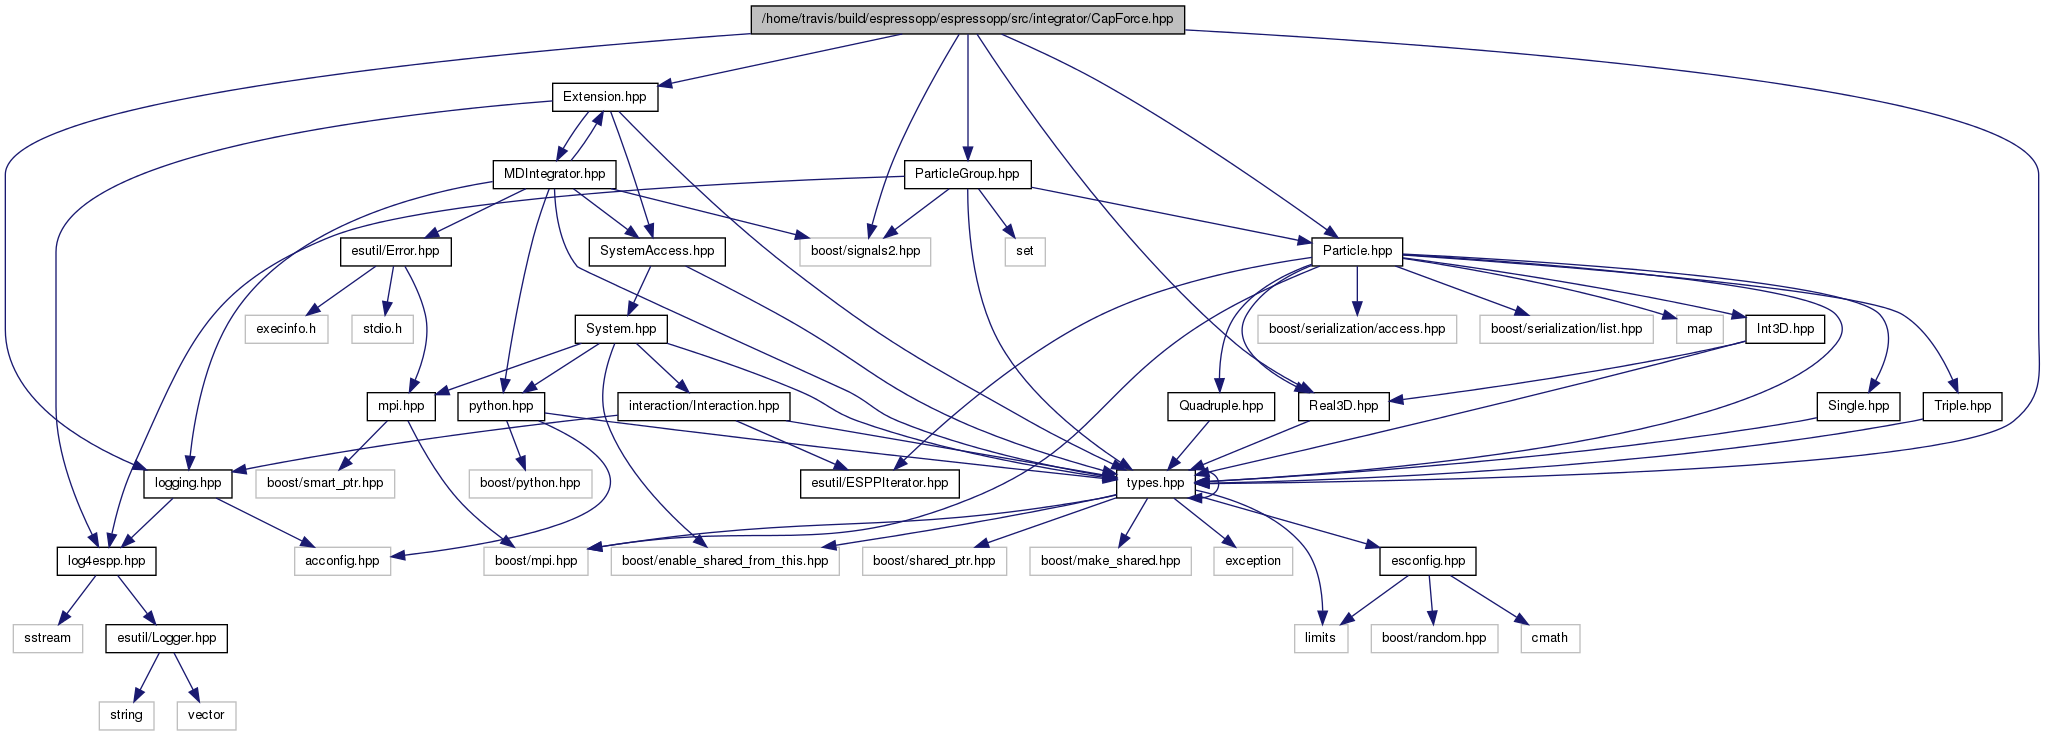 /home/travis/build/espressopp/espressopp/src/integrator/CapForce.hpp
Extension.hpp
MDIntegrator.hpp
ParticleGroup.hpp
esutil/Error.hpp
SystemAccess.hpp
boost/signals2.hpp
set
Particle.hpp
execinfo.h
stdio.h
System.hpp
boost/serialization/access.hpp
boost/serialization/list.hpp
map
Int3D.hpp
mpi.hpp
python.hpp
interaction/Interaction.hpp
Quadruple.hpp
Real3D.hpp
Single.hpp
Triple.hpp
logging.hpp
boost/smart_ptr.hpp
boost/python.hpp
esutil/ESPPIterator.hpp
types.hpp
log4espp.hpp
acconfig.hpp
boost/mpi.hpp
boost/enable_shared_from_this.hpp
boost/shared_ptr.hpp
boost/make_shared.hpp
exception
esconfig.hpp
sstream
esutil/Logger.hpp
limits
boost/random.hpp
cmath
string
vector